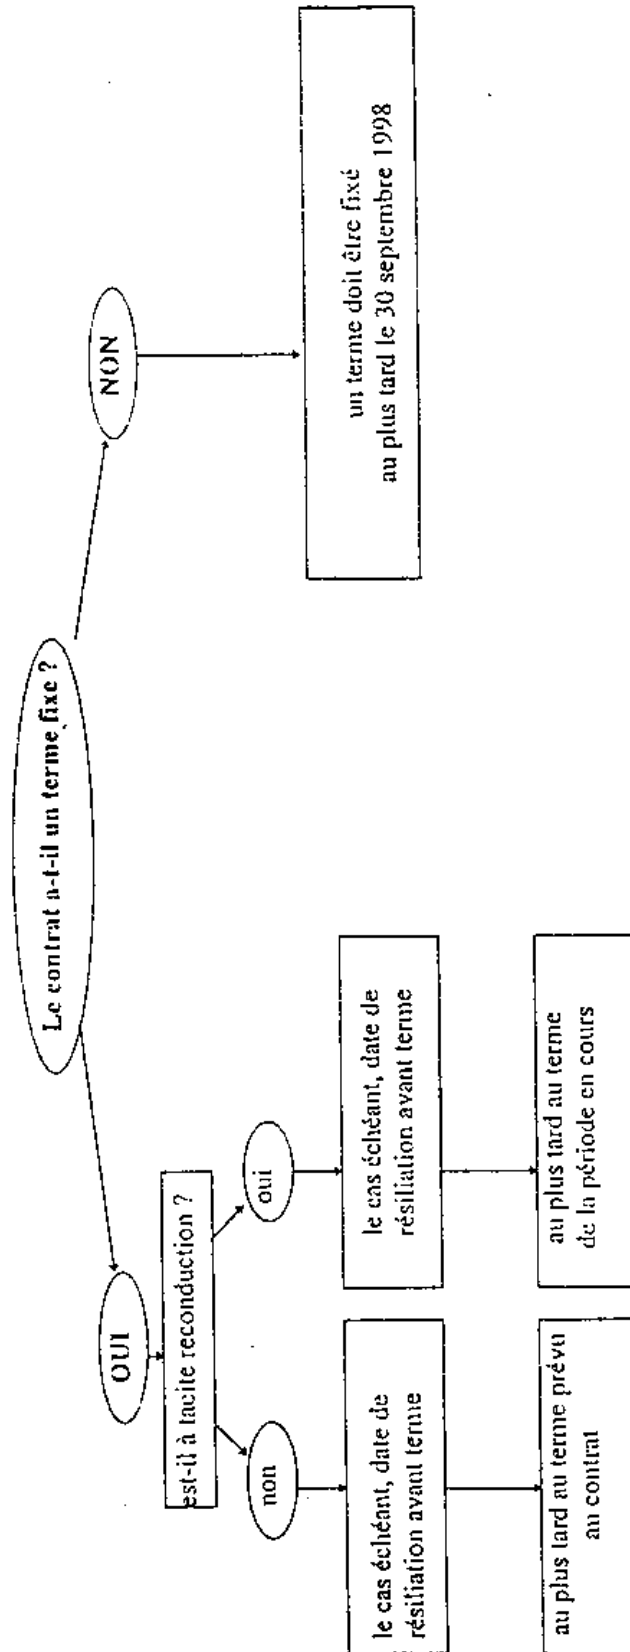 Le contrat a-t-il un terme fixe ?
OUI
NON
est-il à tacite reconduction ?
non
oui
le cas échéant, date de
résiliation avant terme
le cas échéant, date de
résiliation avant terme
un terme doit être fixé
au plus tard le 30 septembre 1998
au plus tard au terme prévu
au contrat
au plus tard au terme
de la période en cours